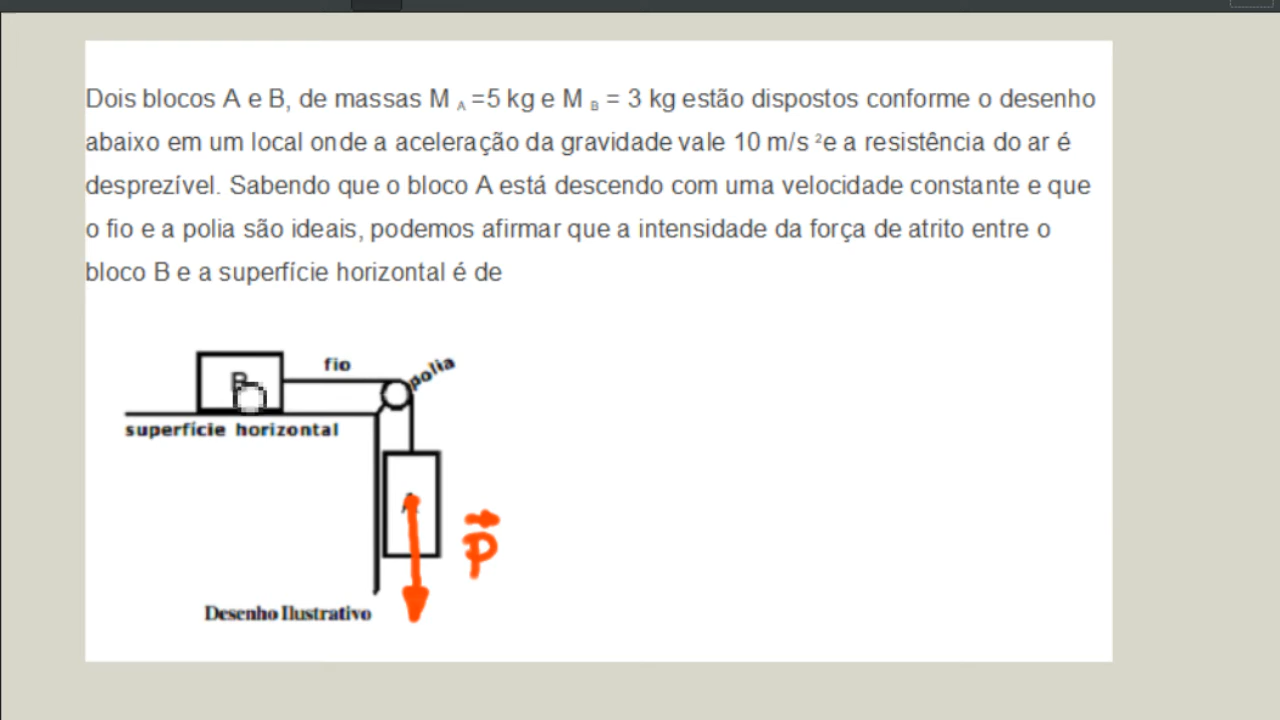 Dois blocos A e B, de massas M A =5 kg e M B = 3 kg estão dispostos conforme o desenho
abaixo em um local onde a aceleração da gravidade vale 10 m/s ²e a resistência do ar é
desprezível. Sabendo que o bloco A está descendo com uma velocidade constante e que
o fio e a polia são ideais, podemos afirmar que a intensidade da força de atrito entre o
bloco B e a superfície horizontal é de
fio
polia
B
superfície horizontal
P
Desenho Ilustrativo